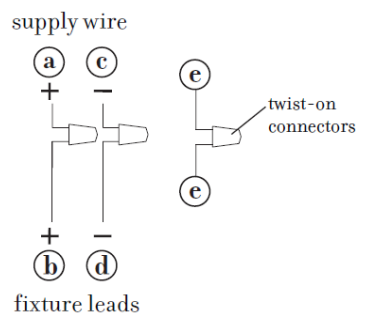 supply wire
a c
+ −
e
twist-on
connectors
e
+ −
b d
fixture leads